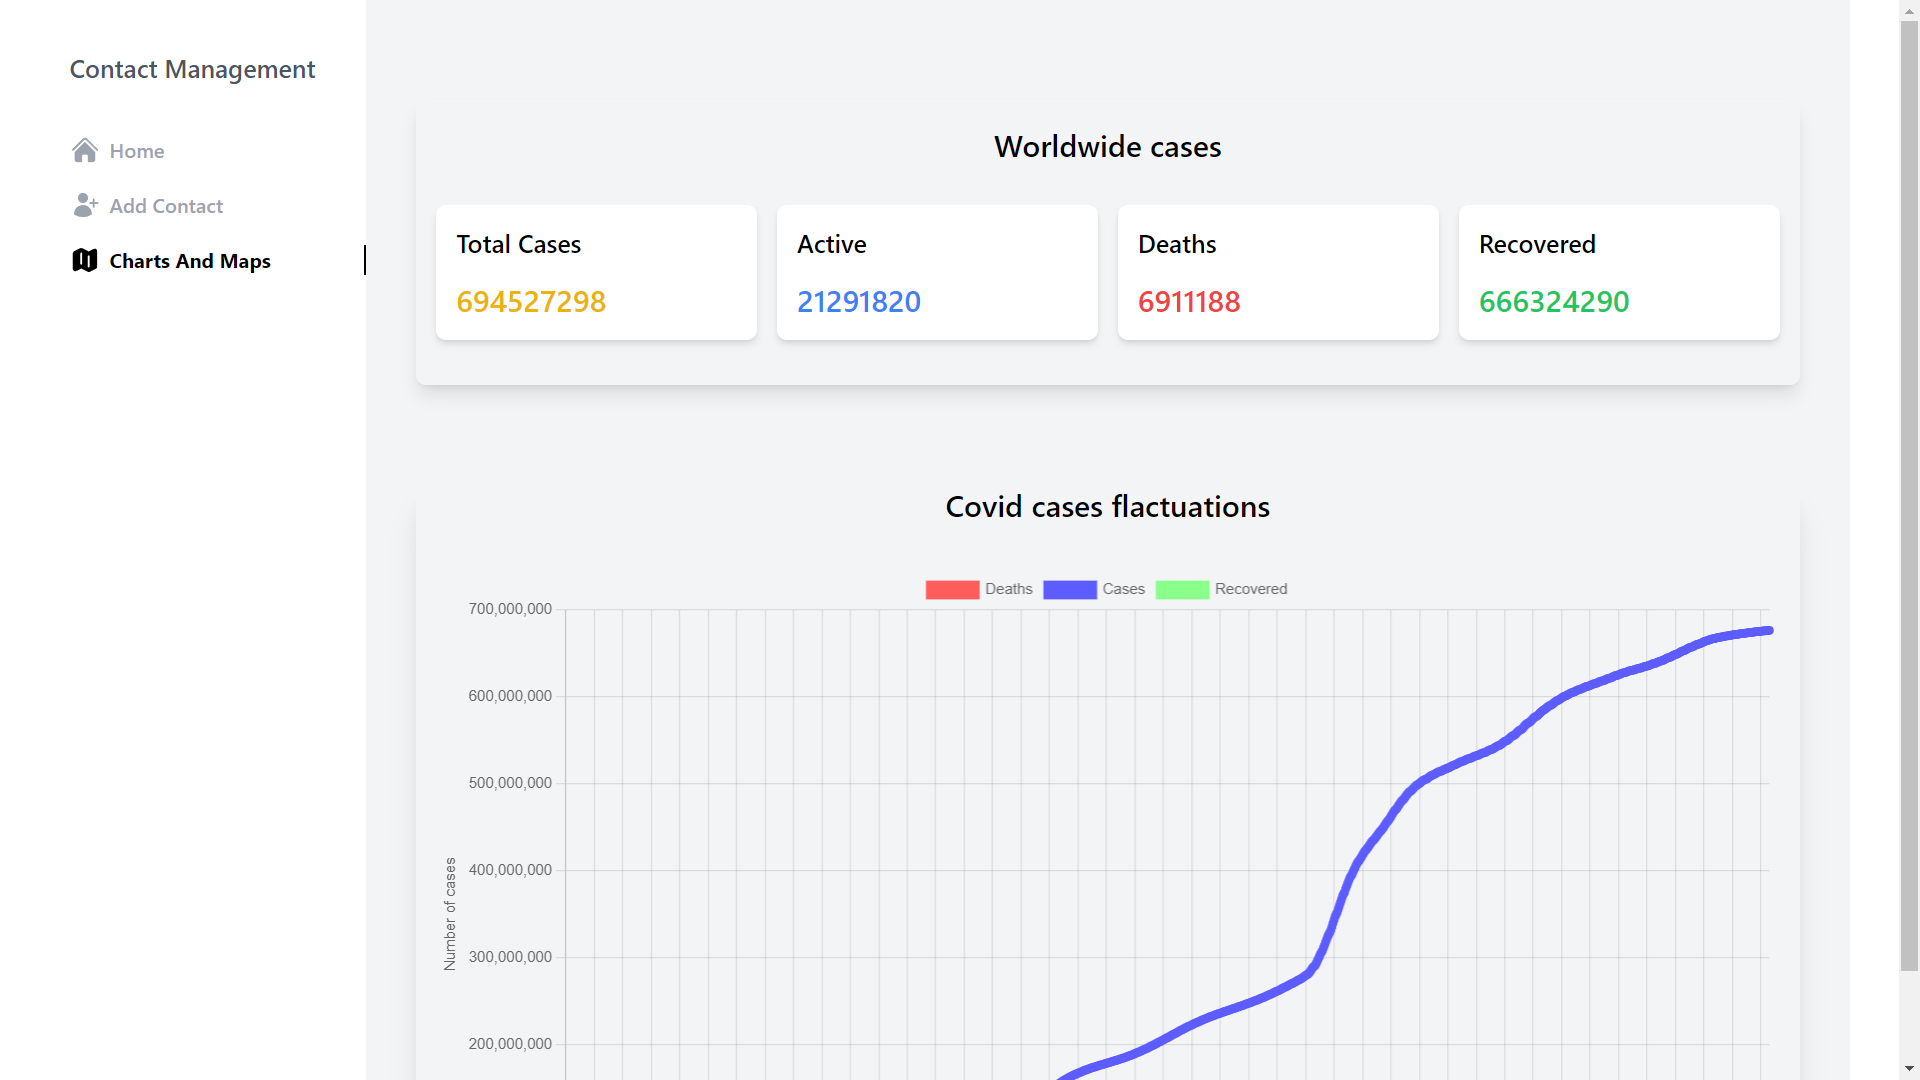 Contact Management
Home
Add Contact
Charts And Maps
Worldwide cases
Total Cases
694527298
Active
21291820
Deaths
6911188
Recovered
666324290
Covid cases flactuations
Deaths Cases Recovered
700,000,000
600,000,000
500,000,000
400,000,000
300,000,000
200,000,000
Number of cases